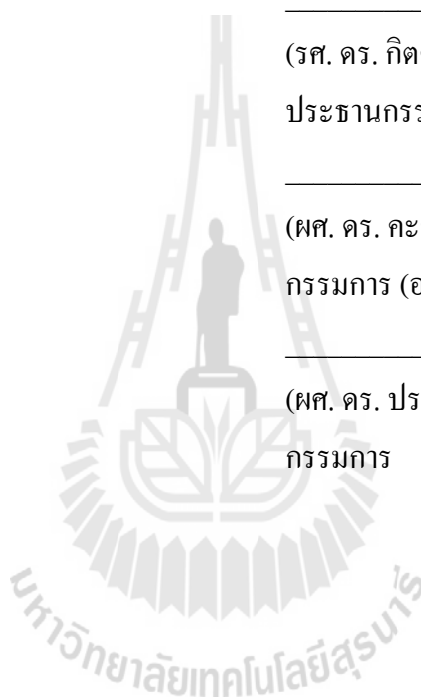 (รศ. ดร. กิต
ประธานกรร
(ผศ. ดร. คะ
กรรมการ (อ
(ผศ. ดร. ประ
กรรมการ
มหาวิทยาลัยเทคโนโลยีสุรนารี